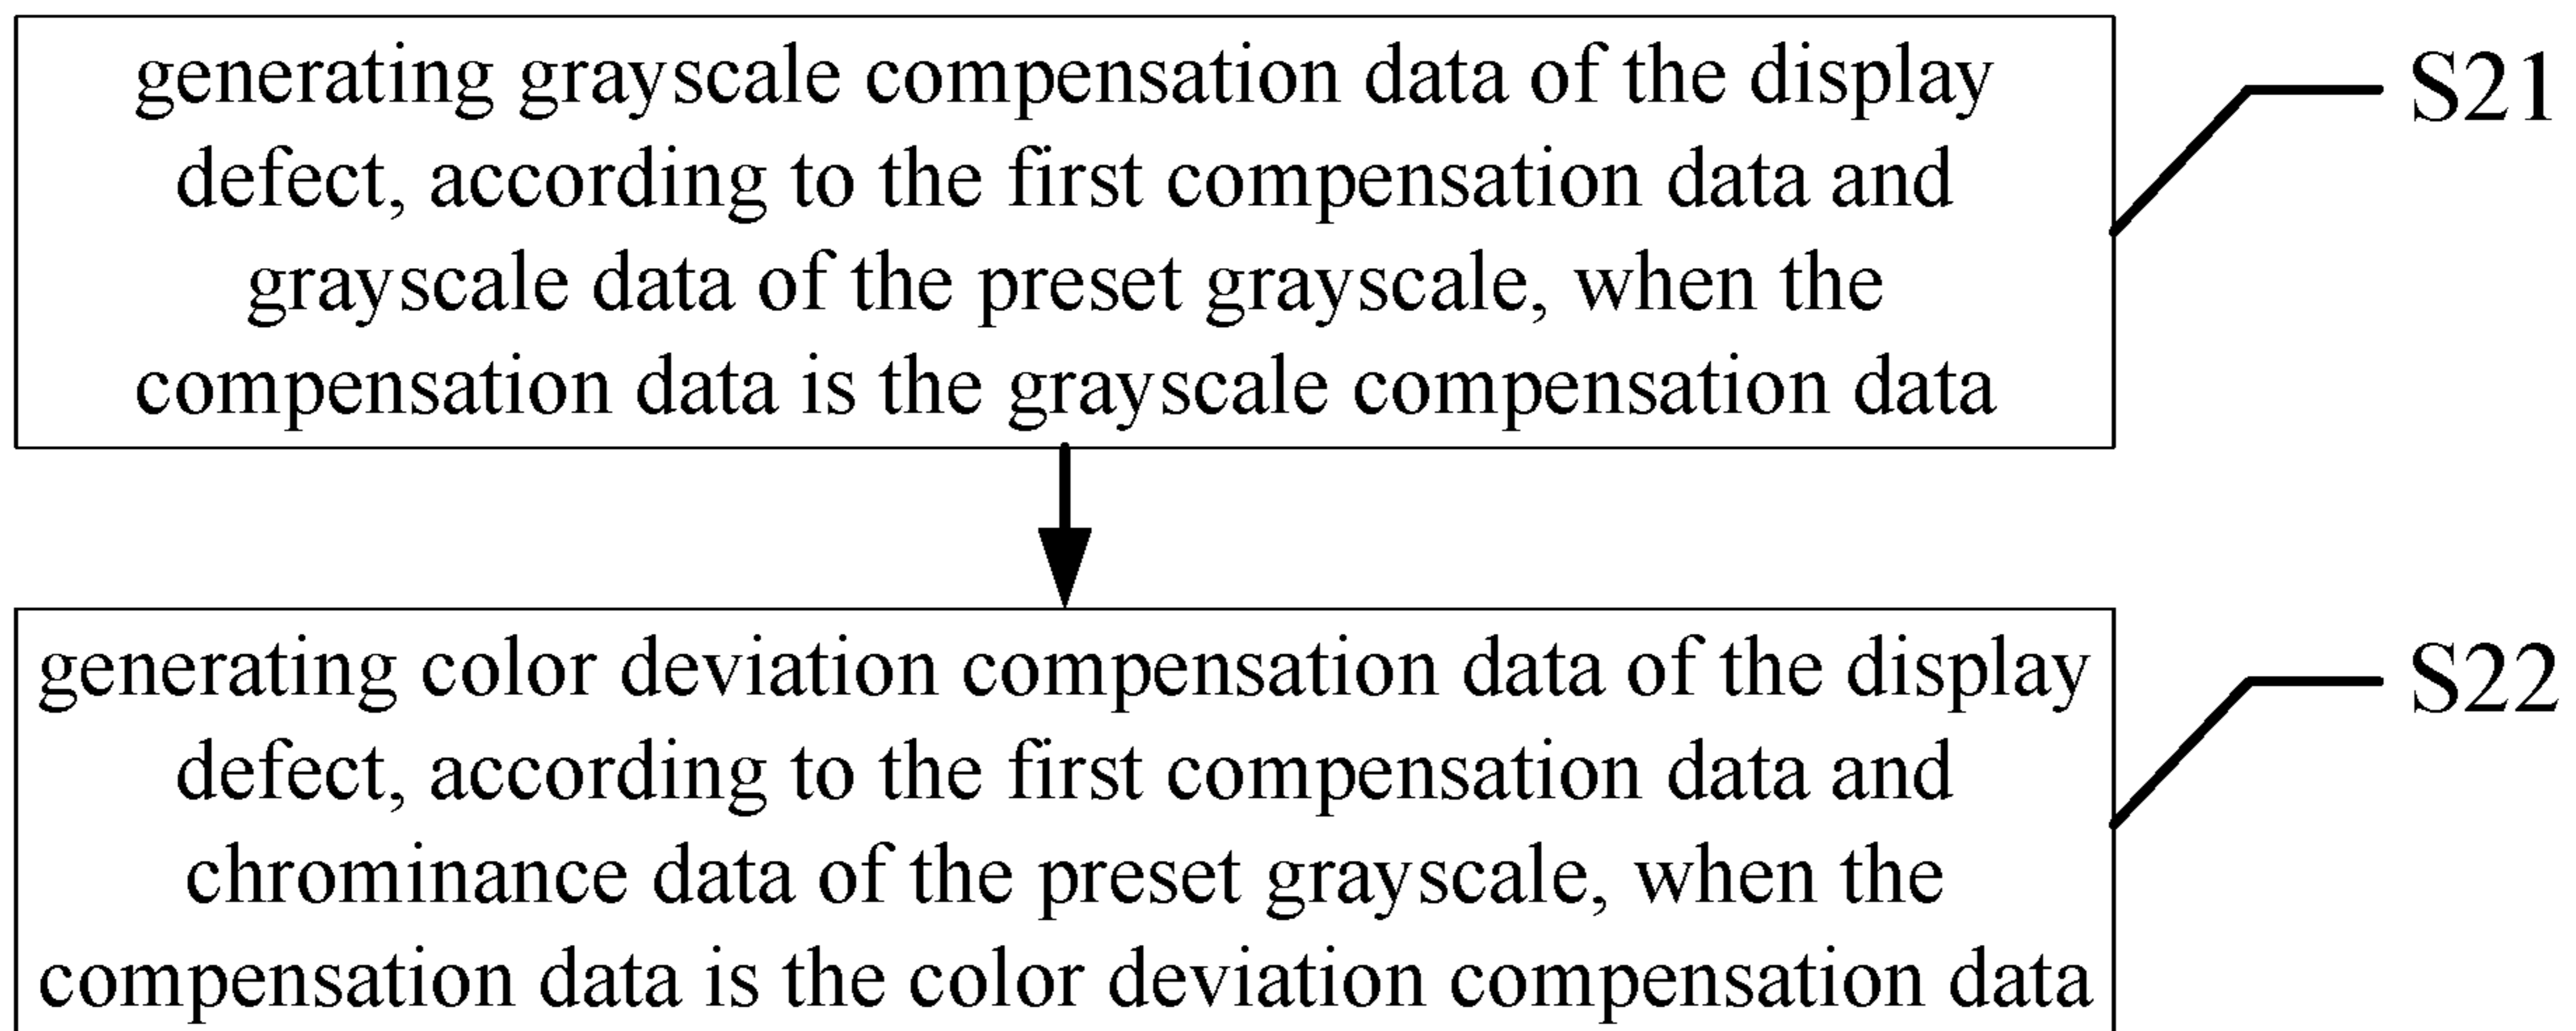 generating grayscale compensation data of the display
defect, according to the first compensation data and
grayscale data of the preset grayscale, when the
compensation data is the grayscale compensation data
S21
generating color deviation compensation data of the display
defect, according to the first compensation data and
chrominance data of the preset grayscale, when the
compensation data is the color deviation compensation data
S22